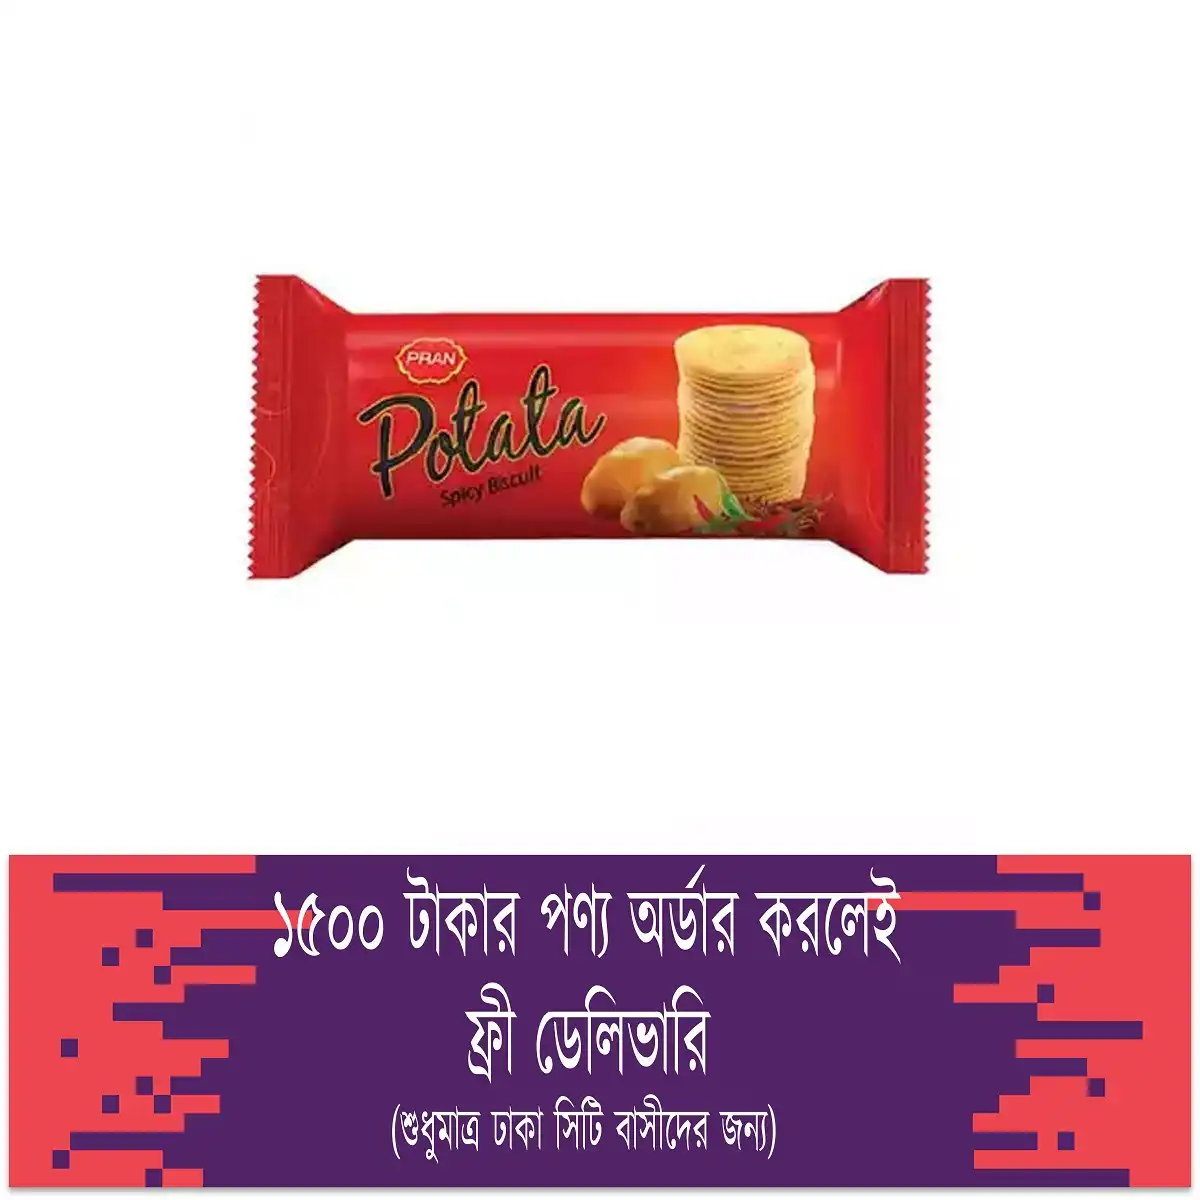 PRAN
Potata
Spicy Biscuit
১৫০০ টাকার পণ্য অর্ডার করলেই
ফ্রী ডেলিভারি
(শুধুমাত্র ঢাকা সিটি বাসীদের জন্য)